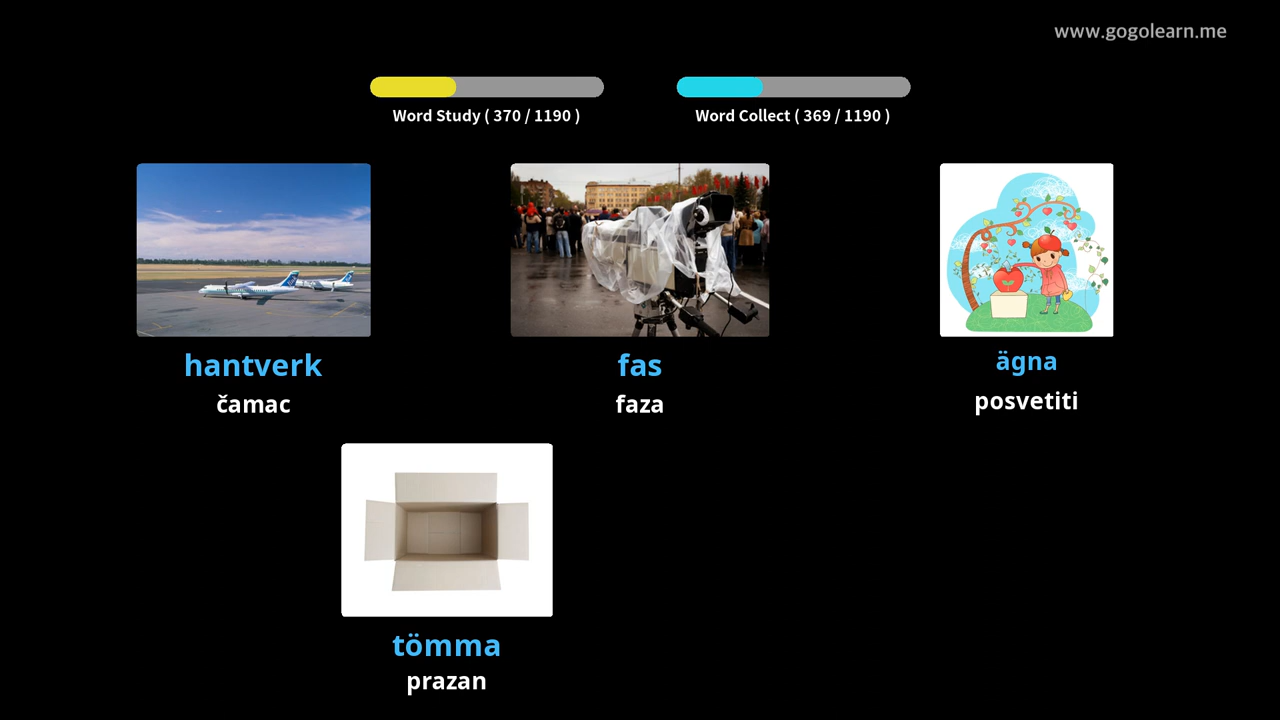 www.gogolearn.me
Word Study ( 370 / 1190 )
Word Collect ( 369 / 1190 )
hantverk
čamac
fas
faza
ägna
posvetiti
tömma
prazan